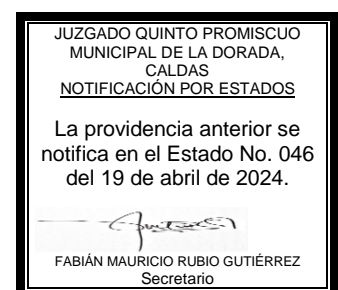 JUZGADO QUINTO PROMISCUO
MUNICIPAL DE LA DORADA,
CALDAS
NOTIFICACIÓN POR ESTADOS
La providencia anterior se
notifica en el Estado No. 046
del 19 de abril de 2024.
FABIÁN MAURICIO RUBIO GUTIÉRREZ
Secretario